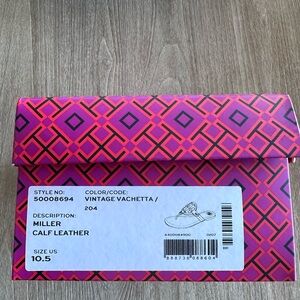 STYLE NO: COLOR/CODE:
50008694 VINTAGE VACHETTA /
204
DESCRIPTION:
MILLER
CALF LEATHER
SIZE US
10.5